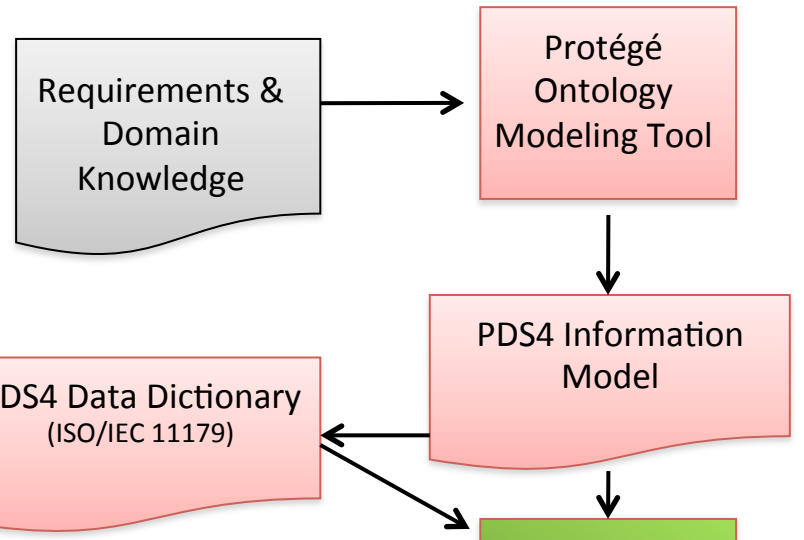 Requirements &
Domain
Knowledge
Protégé
Ontology
Modeling Tool
PDS4 Information
Model
DS4 Data Dictionary
(ISO/IEC 11179)